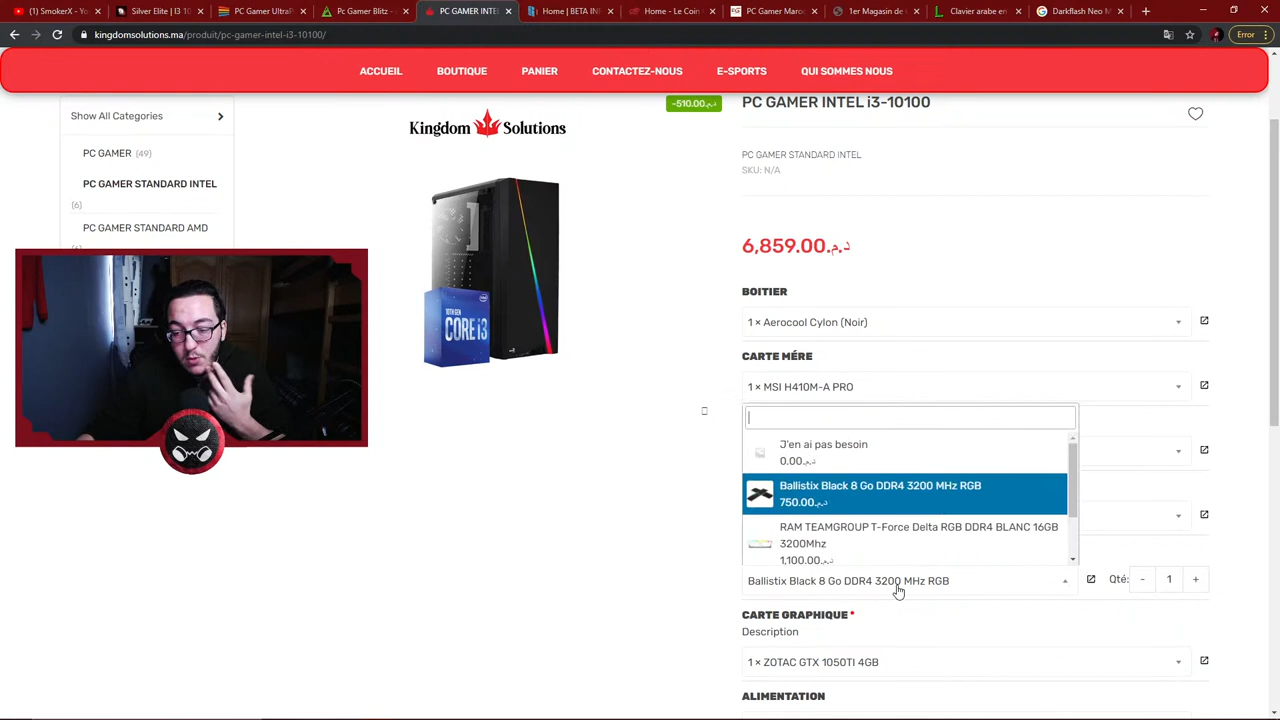 (1) SmokerX - Yo
Silver Elite | I3 10
PC Gamer UltraB
PC Gamer Blitz –
PC GAMER INTEL
Home | BETA INF
Home - Le Coin
PC Gamer Maroc
1er Magasin de
Clavier arabe en
Darkflash Neo M
kingdomsolutions.ma/produit/pc-gamer-intel-i3-10100/
Error
ACCUEIL BOUTIQUE PANIER CONTACTEZ-NOUS E-SPORTS QUI SOMMES NOUS
Show All Categories
PC GAMER (49)
PC GAMER STANDARD INTEL
(6)
PC GAMER STANDARD AMD
Kingdom Solutions
-510.00د.م.
10TH GEN
intel
CORE i3
PC GAMER INTEL i3-10100
PC GAMER STANDARD INTEL
SKU: N/A
6,859.00د.م.
BOITIER
1 × Aerocool Cylon (Noir)
CARTE MÉRE
1 × MSI H410M-A PRO
J'en ai pas besoin
0.00د.م.
Ballistix Black 8 Go DDR4 3200 MHz RGB
750.00د.م.
RAM TEAMGROUP T-Force Delta RGB DDR4 BLANC 16GB
3200Mhz
1,100.00د.م.
Ballistix Black 8 Go DDR4 3200 MHz RGB
Qté: - 1 +
CARTE GRAPHIQUE *
Description
1 × ZOTAC GTX 1050TI 4GB
ALIMENTATION